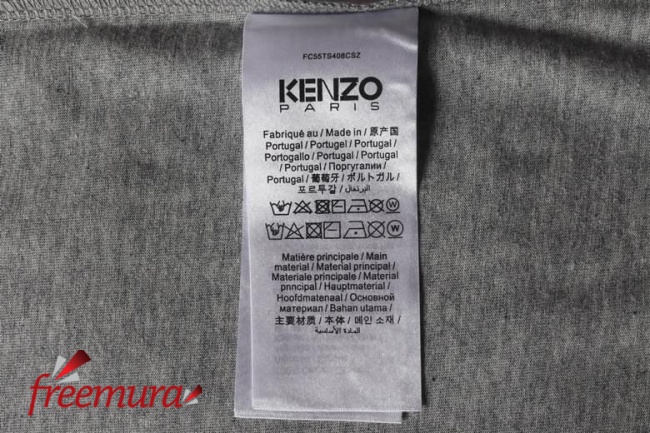 FC55TS408CSZ
KENZO
PARIS
Fabriqué au / Made in / 原产国
Portugal / Portugel / Portugal /
Portogallo / Portugal / Portugal
/ Portugal / Португалии /
Portugal / 葡萄牙 / ポルトガル /
포르투갈 / البرتغال
Matière principale / Main
material / Material principal /
Materiale principale / Material
principal / Hauptmaterial /
Hoofdmatenaal / Основной
материал / Bahan utama /
主要材质 / 本体 / 메인 소재 /
المادة الأساسية
freemura